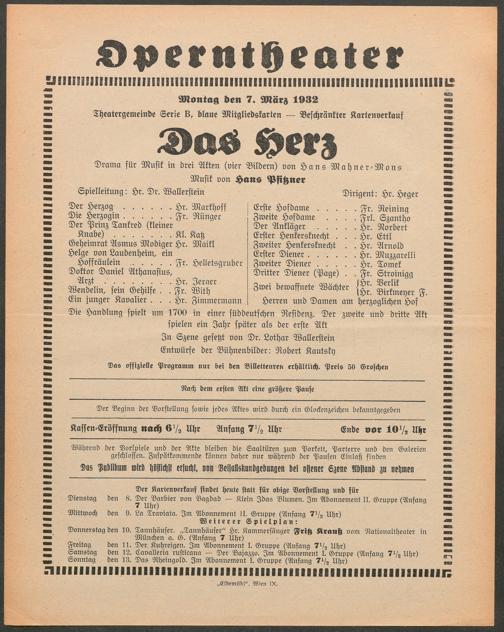 Operntheater
Montag den 7. März 1932
Theatergemeinde Serie B, blaue Mitgliedskarten — Beschränkter Kartenverkauf
Das Herz
Drama für Musik in drei Akten (vier Bildern) von Hans Mahner-Mons
Musik von Hans Pfitzner
Spielleitung: Hr. Dr. Wallerstein
Dirigent: Hr. Heger
Der Herzog . . . . . . Hr. Markhoff
Die Herzogin . . . . . Fr. Rünger
Der Prinz Tankred (kleiner
Knabe) . . . . . . Kl. Katz
Geheimrat Asmus Modiger Hr. Maikl
Helge von Laudenheim, ein
Hoffräulein . . . . . Fr. Helletsgruber
Doktor Daniel Athanasius,
Arzt . . . . . . . Hr. Jerger
Wendelin, sein Gehilfe . Fr. With
Ein junger Kavalier . . . Hr. Zimmermann
Erste Hofdame . . . . . Fr. Reining
Zweite Hofdame . . . . Frl. Szantho
Der Ankläger . . . . . Hr. Norbert
Erster Henkersknecht . . Hr. Ettl
Zweiter Henkersknecht . . Hr. Arnold
Erster Diener . . . . . Hr. Muzzarelli
Zweiter Diener . . . . Hr. Tomek
Dritter Diener (Page) . . Fr. Stroinigg
Zwei bewaffnete Wächter { Hr. Berlik
Hr. Birkmeyer F.
Herren und Damen am herzoglichen Hof
Die Handlung spielt um 1700 in einer süddeutschen Residenz. Der zweite und dritte Akt
spielen ein Jahr später als der erste Akt
In Szene gesetzt von Dr. Lothar Wallerstein
Entwürfe der Bühnenbilder: Robert Kautsky
Das offizielle Programm nur bei den Billetteuren erhältlich. Preis 50 Groschen
Nach dem ersten Akt eine größere Pause
Der Beginn der Vorstellung sowie jedes Aktes wird durch ein Glockenzeichen bekanntgegeben
Kassen-Eröffnung nach 6½ Uhr Anfang 7½ Uhr Ende vor 10½ Uhr
Während der Vorspiele und der Akte bleiben die Saaltüren zum Parkett, Parterre und den Galerien
geschlossen. Zuspätkommende können daher nur während der Pausen Einlaß finden
Das Publikum wird höflichst ersucht, von Beifallskundgebungen bei offener Szene Abstand zu nehmen
Der Kartenverkauf findet heute statt für obige Vorstellung und für
Dienstag den 8. Der Barbier von Bagdad — Klein Idas Blumen. Im Abonnement II. Gruppe (Anfang
7 Uhr)
Mittwoch den 9. La Traviata. Im Abonnement II. Gruppe (Anfang 7½ Uhr)
Weiterer Spielplan:
Donnerstag den 10. Tannhäuser. „Tannhäuser“ Hr. Kammersänger Fritz Krauß vom Nationaltheater in
München a. G. (Anfang 7 Uhr)
Freitag den 11. Der Kuhreigen. Im Abonnement I. Gruppe (Anfang 7½ Uhr)
Samstag den 12. Cavalleria rusticana — Der Bajazzo. Im Abonnement I. Gruppe (Anfang 7½ Uhr)
Sonntag den 13. Das Rheingold. Im Abonnement I. Gruppe (Anfang 7½ Uhr)
„Elbemühl“, Wien IX.